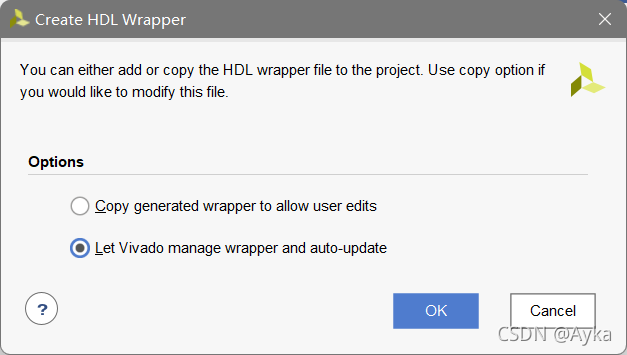 Create HDL Wrapper
You can either add or copy the HDL wrapper file to the project. Use copy option if
you would like to modify this file.
Options
Copy generated wrapper to allow user edits
Let Vivado manage wrapper and auto-update
?
OK
Cancel
CSDN @Ayka